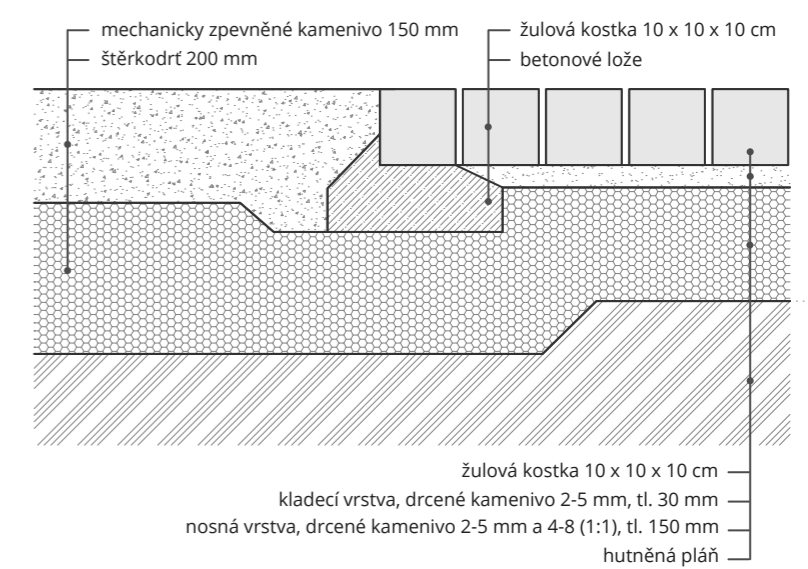 mechanicky zpevněné kamenivo 150 mm
štěrkodrť 200 mm
žulová kostka 10 x 10 x 10 cm
betonové lože
žulová kostka 10 x 10 x 10 cm
kladecí vrstva, drcené kamenivo 2-5 mm, tl. 30 mm
nosná vrstva, drcené kamenivo 2-5 mm a 4-8 (1:1), tl. 150 mm
hutněná pláň